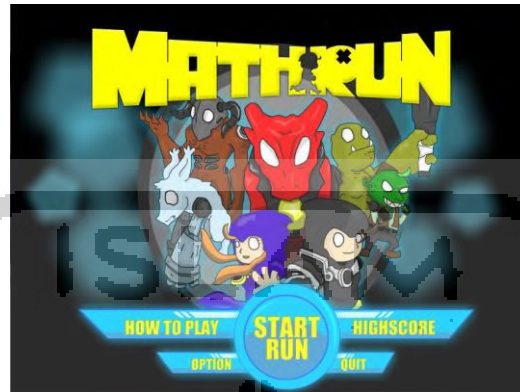 MATHRUN
HOW TO PLAY
START
RUN
HIGHSCORE
OPTION
QUIT